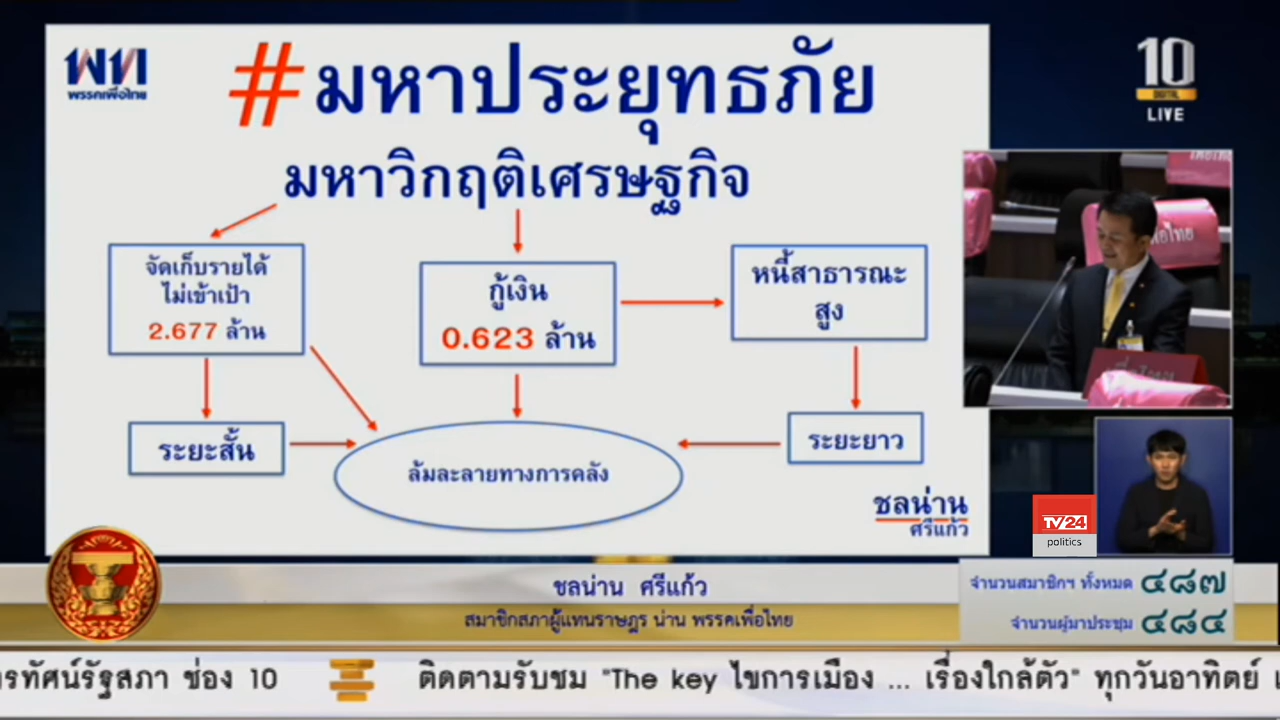 พท
พรรคเพื่อไทย
#มหาประยุทธภัย
มหาวิกฤติเศรษฐกิจ
จัดเก็บรายได้
ไม่เข้าเป้า
2.677 ล้าน
กู้เงิน
0.623 ล้าน
หนี้สาธารณะ
สูง
ระยะสั้น
ล้มละลายทางการคลัง
ระยะยาว
ชลน่าน
ศรีแก้ว
10
DIGITAL
LIVE
TV24
politics
ชลน่าน ศรีแก้ว
สมาชิกสภาผู้แทนราษฎร น่าน พรรคเพื่อไทย
จำนวนสมาชิกฯ ทั้งหมด ๔๘๗
จำนวนผู้มาประชุม ๔๘๔
รทัศน์รัฐสภา ช่อง 10 ติดตามรับชม "The key ไขการเมือง ... เรื่องใกล้ตัว" ทุกวันอาทิตย์ เ